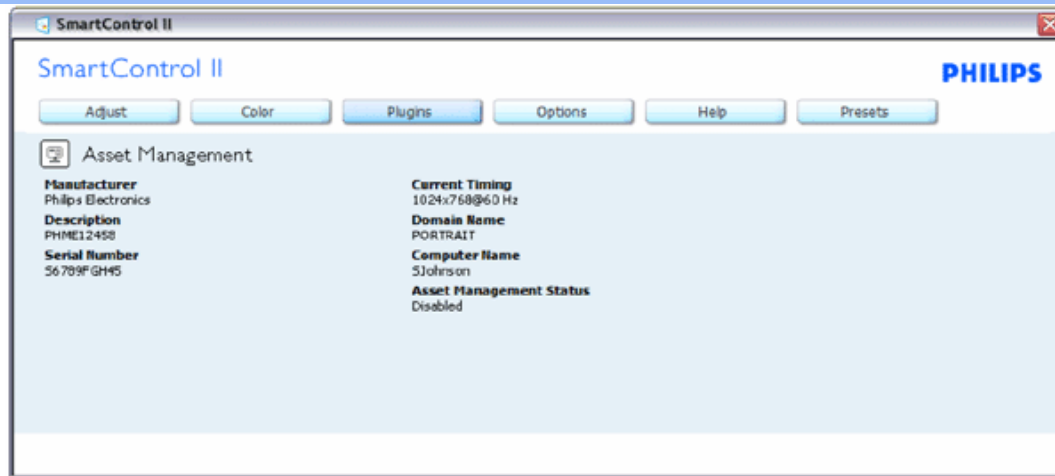 SmartControl II
SmartControl II
PHILIPS
Adjust Color Plugins Options Help Presets
Asset Management
Manufacturer
Philips Electronics
Description
PHME12458
Serial Number
56789FGH45
Current Timing
1024x768@60 Hz
Domain Name
PORTRAIT
Computer Name
SJohnson
Asset Management Status
Disabled